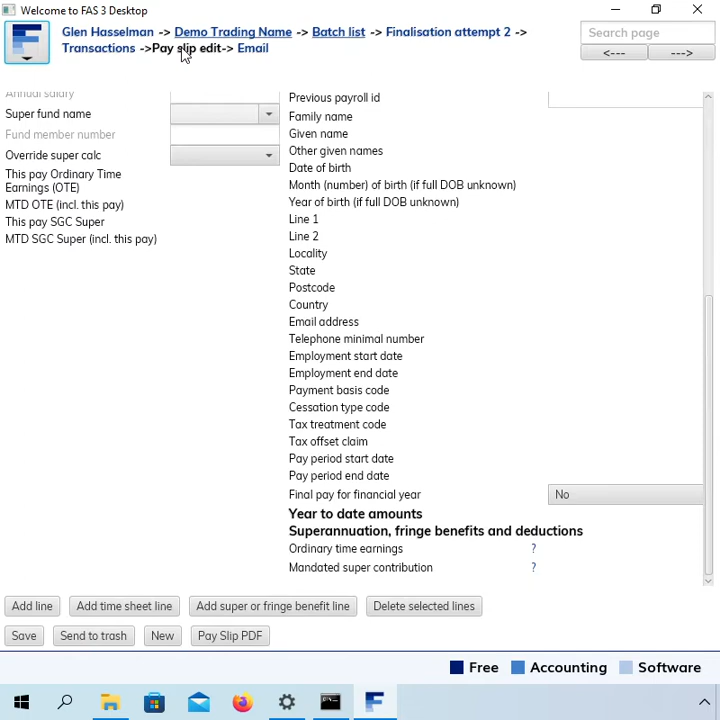 Welcome to FAS 3 Desktop
Glen Hasselman -> Demo Trading Name -> Batch list -> Finalisation attempt 2 ->
Transactions ->Pay slip edit-> Email
Search page
<---
--->
Annual salary
Super fund name
Fund member number
Override super calc
This pay Ordinary Time
Earnings (OTE)
MTD OTE (incl. this pay)
This pay SGC Super
MTD SGC Super (incl. this pay)
Previous payroll id
Family name
Given name
Other given names
Date of birth
Month (number) of birth (if full DOB unknown)
Year of birth (if full DOB unknown)
Line 1
Line 2
Locality
State
Postcode
Country
Email address
Telephone minimal number
Employment start date
Employment end date
Payment basis code
Cessation type code
Tax treatment code
Tax offset claim
Pay period start date
Pay period end date
Final pay for financial year No
Year to date amounts
Superannuation, fringe benefits and deductions
Ordinary time earnings ?
Mandated super contribution ?
Add line Add time sheet line Add super or fringe benefit line Delete selected lines
Save Send to trash New Pay Slip PDF
Free Accounting Software